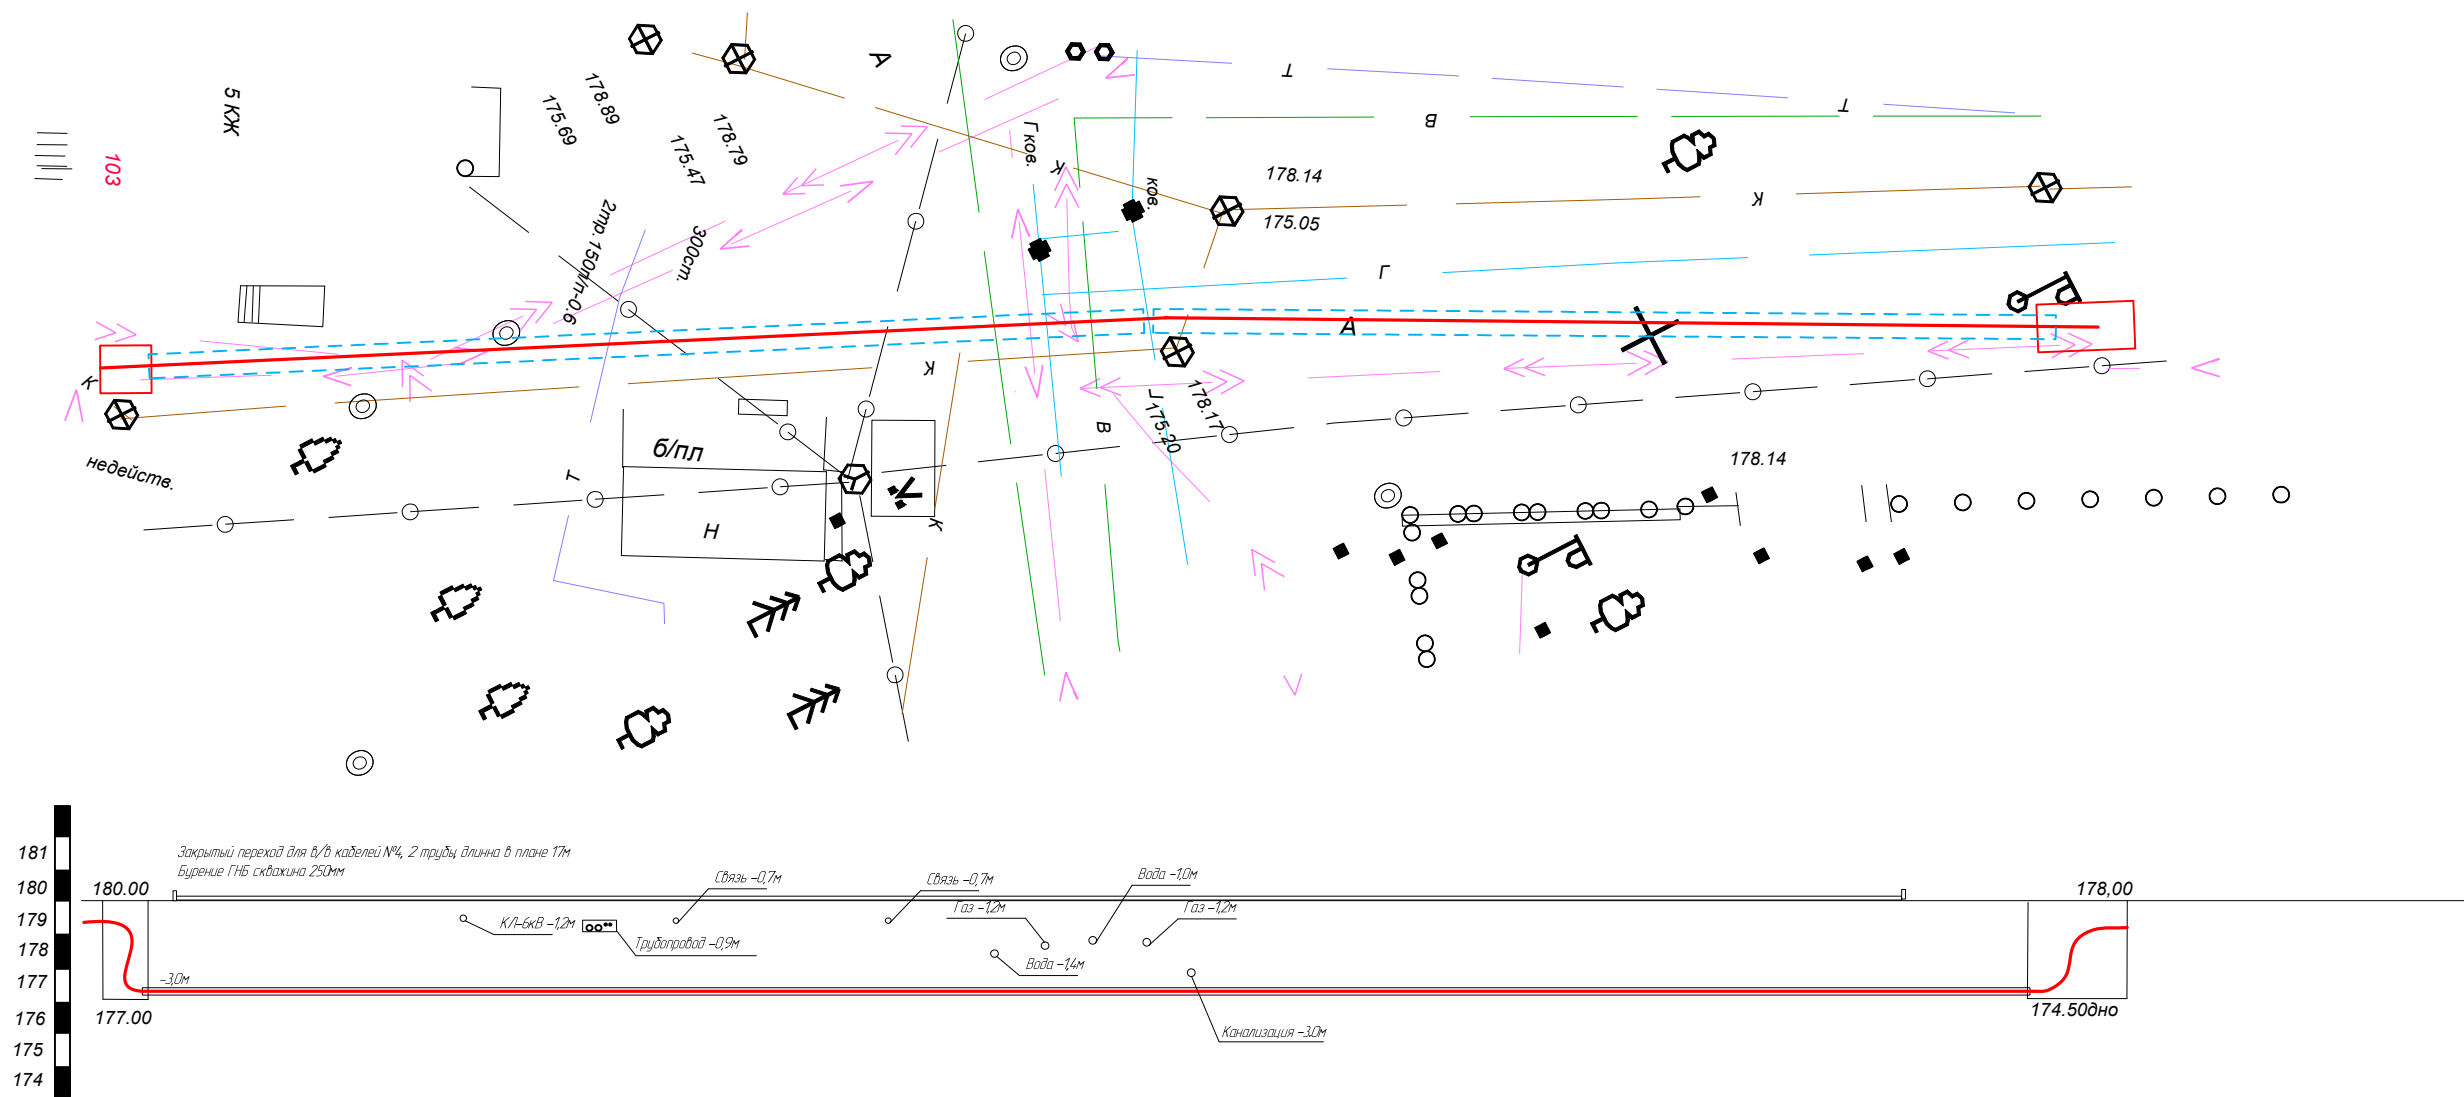 А
5 КЖ
103
178.89
175.69
178.79
175.47
2тр.150п/п-0.6
300ст.
Гков.
К
ков.
178.14
175.05
Т
Т
В
К
Г
А
К
недейств.
К
б/пл
Т
Н
К
В
Г
178.17
175.20
178.14
181
180
179
178
177
176
175
174
Закрытый переход для в/в кабелей №4, 2 трубы, длинна в плане 17м
Бурение ГНБ скважина 250мм
180.00
Связь -0,7м
Связь -0,7м
Вода -1,0м
178,00
КЛ-6кВ -1,2м
Газ -1,2м
Газ -1,2м
Трубопровод -0,9м
Вода -1,4м
-3,0м
177.00
174.50дно
Канализация -3.0м